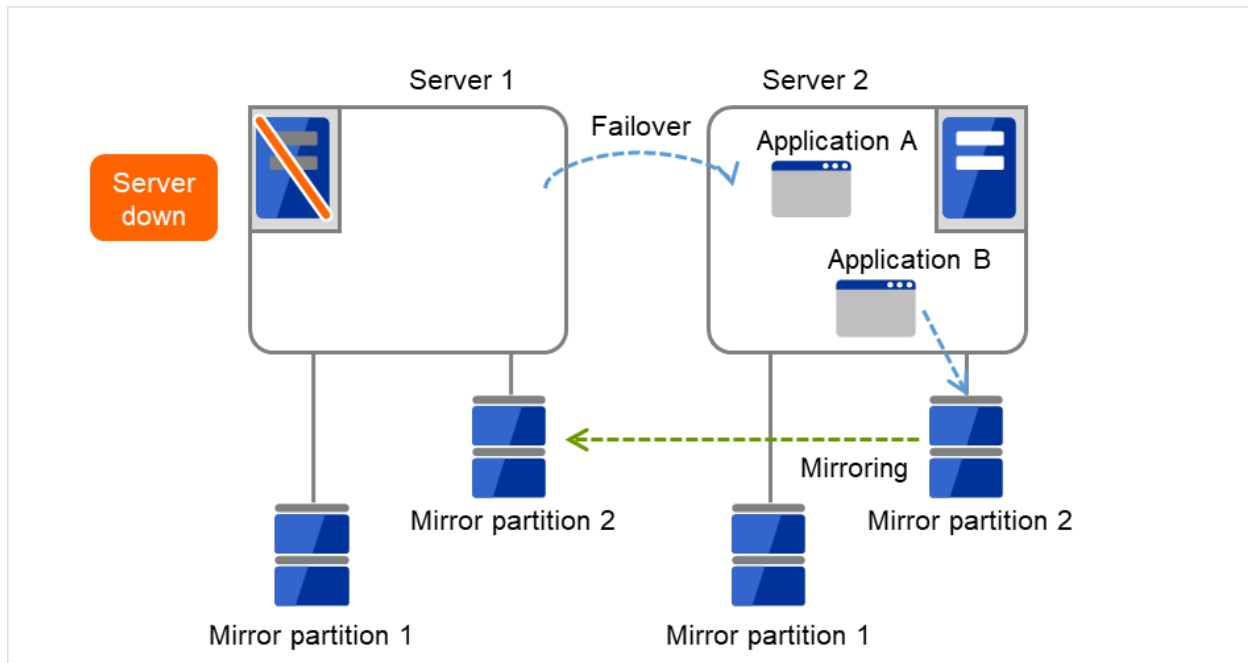 Server 1
Server 2
Failover
Application A
Server
down
Application B
Mirroring
Mirror partition 2
Mirror partition 2
Mirror partition 1
Mirror partition 1